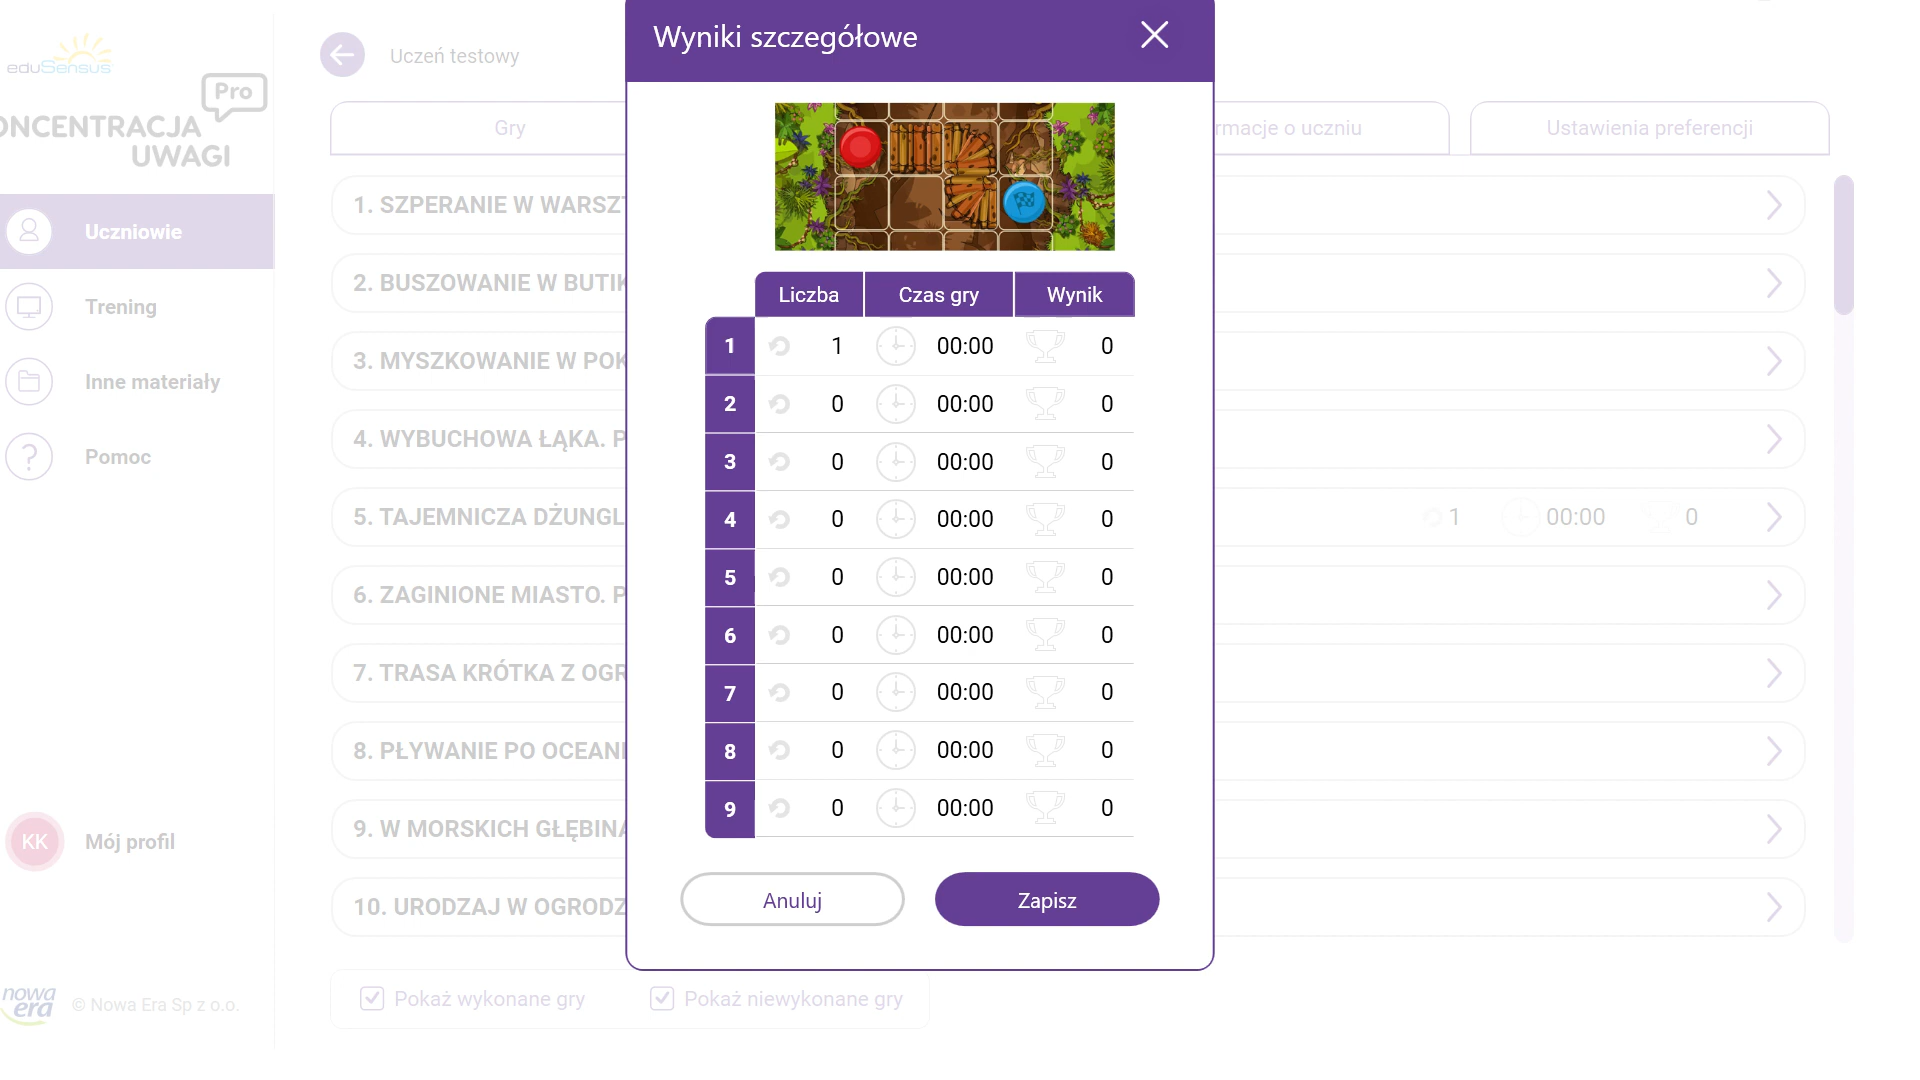 eduSensus
Pro
ONCENTRACJA
UWAGI
Uczniowie
Trening
Inne materiały
Pomoc
KK
Mój profil
nowa
era
© Nowa Era Sp z o.o.
Uczeń testowy
Gry
rmacje o uczniu
Ustawienia preferencji
1. SZPERANIE W WARSZT
2. BUSZOWANIE W BUTIK
3. MYSZKOWANIE W POK
4. WYBUCHOWA ŁĄKA. P
5. TAJEMNICZA DŻUNGL
1 00:00 0
6. ZAGINIONE MIASTO. P
7. TRASA KRÓTKA Z OGR
8. PŁYWANIE PO OCEANI
9. W MORSKICH GŁĘBINA
10. URODZAJ W OGRODZ
Pokaż wykonane gry
Pokaż niewykonane gry
Wyniki szczegółowe
Liczba Czas gry Wynik
1 1 00:00 0
2 0 00:00 0
3 0 00:00 0
4 0 00:00 0
5 0 00:00 0
6 0 00:00 0
7 0 00:00 0
8 0 00:00 0
9 0 00:00 0
Anuluj
Zapisz